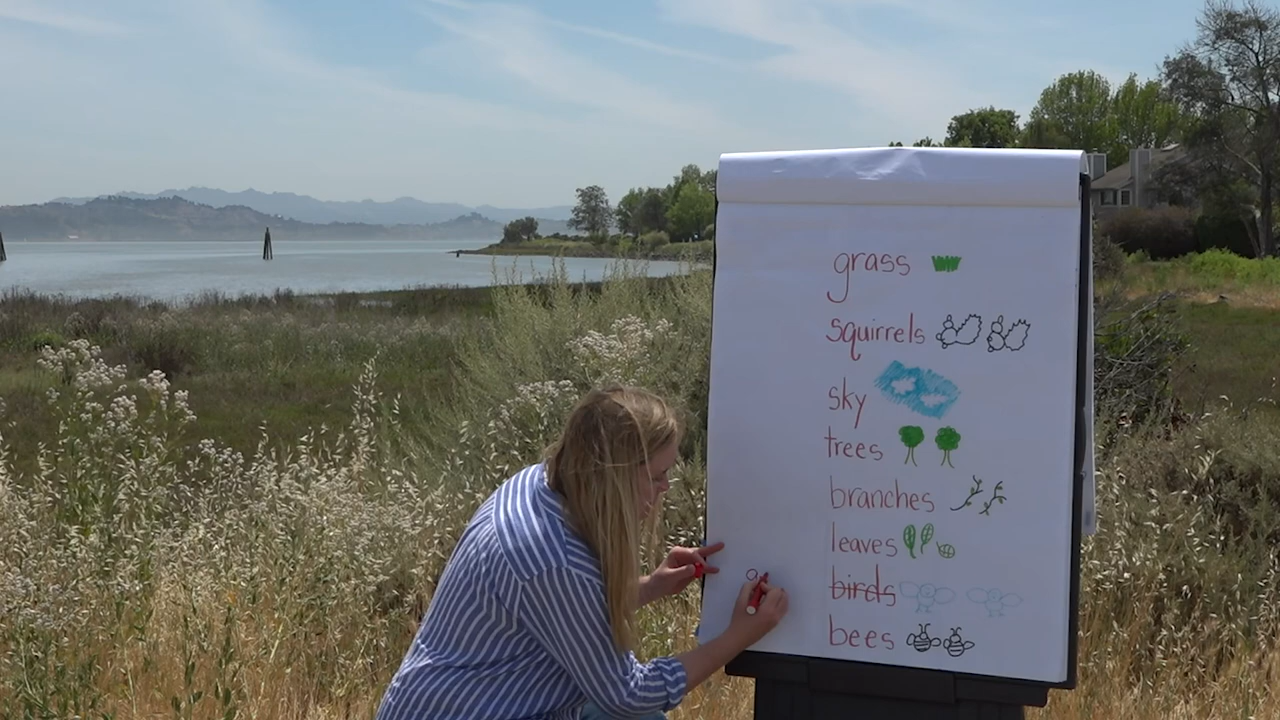 grass
squirrels
sky
trees
branches
leaves
birds
bees